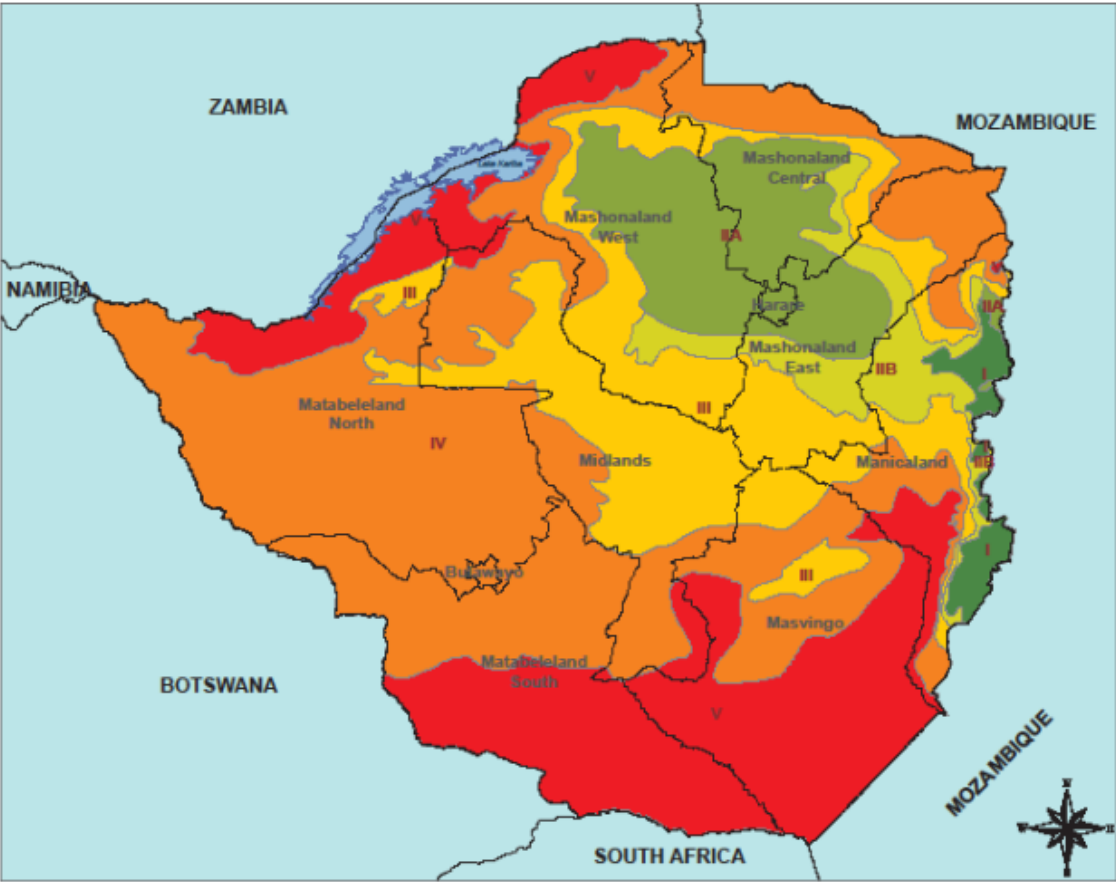 V
ZAMBIA
MOZAMBIQUE
Lake Kariba
Mashonaland
Central
Mashonaland
West
V
IIA
NAMIBIA
III
IIA
Harare
Mashonaland
East
IIB
I
Matabeleland
North
III
IV
Midlands
Manicaland
IIB
I
Bulawayo
III
Masvingo
Matabeleland
South
BOTSWANA
V
MOZAMBIQUE
N
W
E
S
SOUTH AFRICA